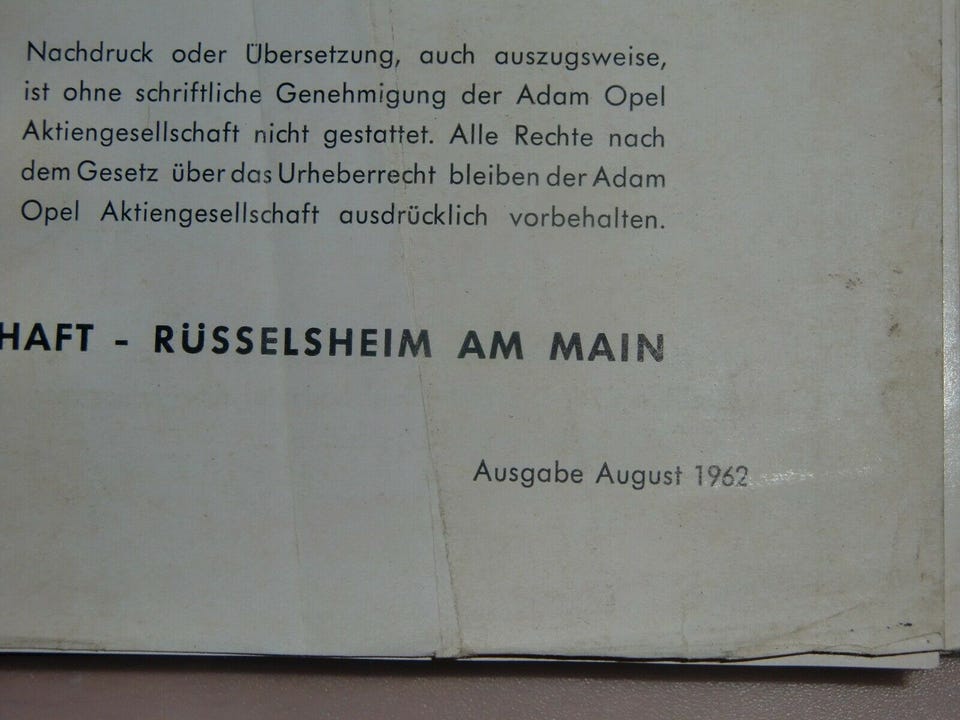 Nachdruck oder Übersetzung, auch auszugsweise,
ist ohne schriftliche Genehmigung der Adam Opel
Aktiengesellschaft nicht gestattet. Alle Rechte nach
dem Gesetz über das Urheberrecht bleiben der Adam
Opel Aktiengesellschaft ausdrücklich vorbehalten.
HAFT - RÜSSELSHEIM AM MAIN
Ausgabe August 1962